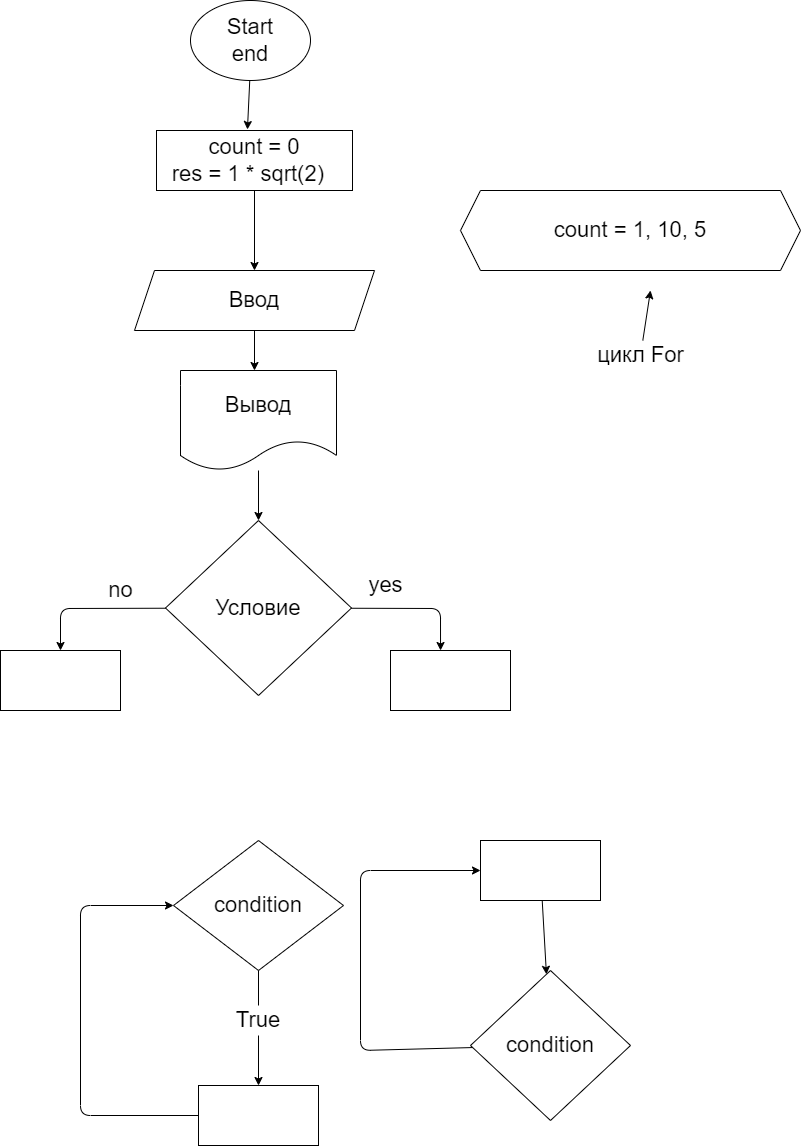 Start
end
count = 0
res = 1 * sqrt(2)
count = 1, 10, 5
Ввод
цикл For
Вывод
no
yes
Условие
condition
True
condition